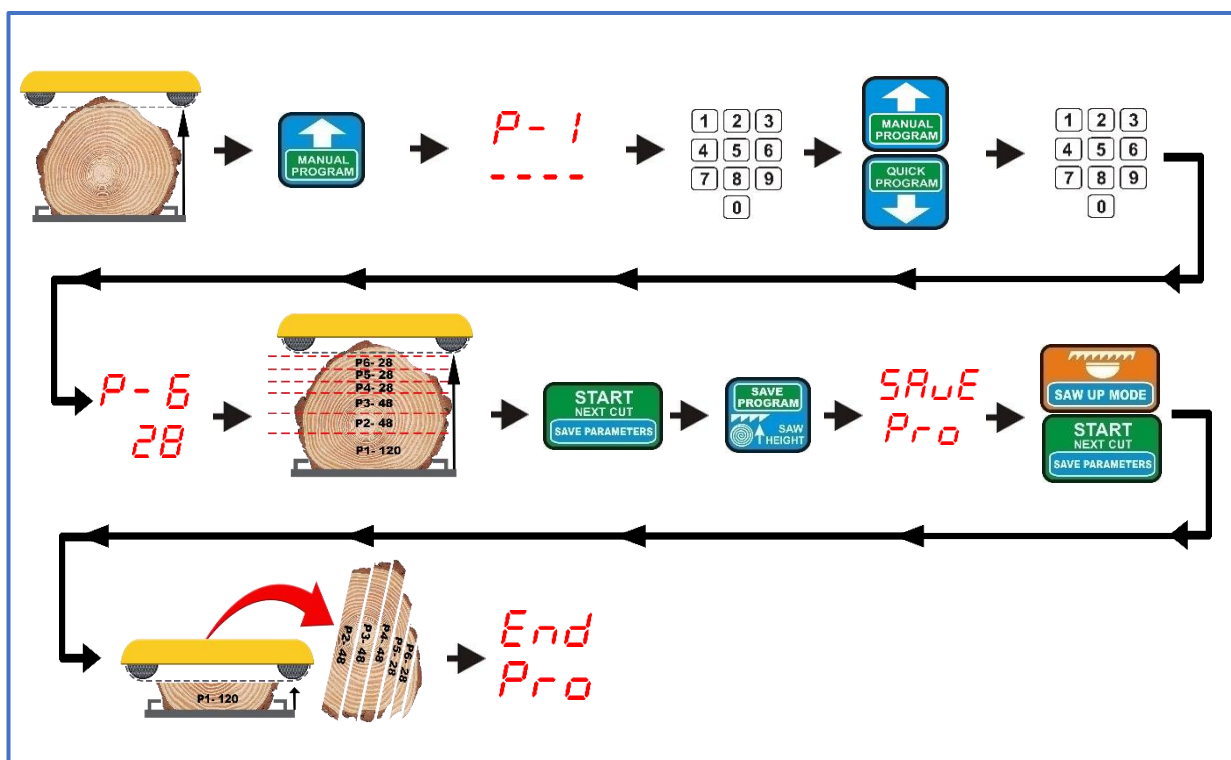 MANUAL
PROGRAM
P-1
----
1 2 3
4 5 6
7 8 9
0
MANUAL
PROGRAM
QUICK
PROGRAM
1 2 3
4 5 6
7 8 9
0
P-6
28
P6- 28
P5- 28
P4- 28
P3- 48
P2- 48
P1- 120
START
NEXT CUT
SAVE PARAMETERS
SAVE
PROGRAM
SAW
HEIGHT
SAvE
Pro
SAW UP MODE
START
NEXT CUT
SAVE PARAMETERS
P1- 120
P2- 48
P3- 48
P4- 48
P5- 28
P6- 28
End
Pro